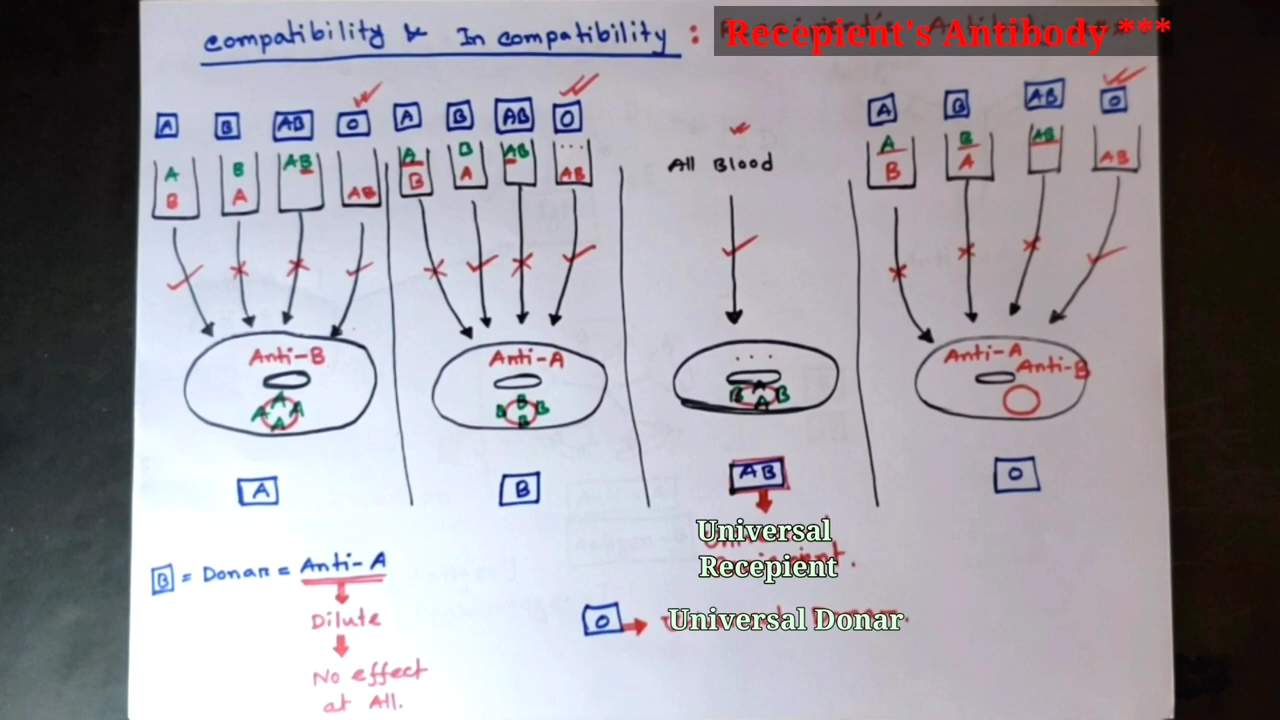 Compatibility & In compatibility : Recepient's Antibody ***
A B AB O A B AB O A B AB O
A B AB A B AB All Blood A B AB
B A AB B A AB B A AB
Anti-B Anti-A ... Anti-A Anti-B
A A A A B B B B B A B A
A B AB O
Universal
Recepient
B = Donar = Anti-A
O → Universal Donar
Dilute
No effect
at All.